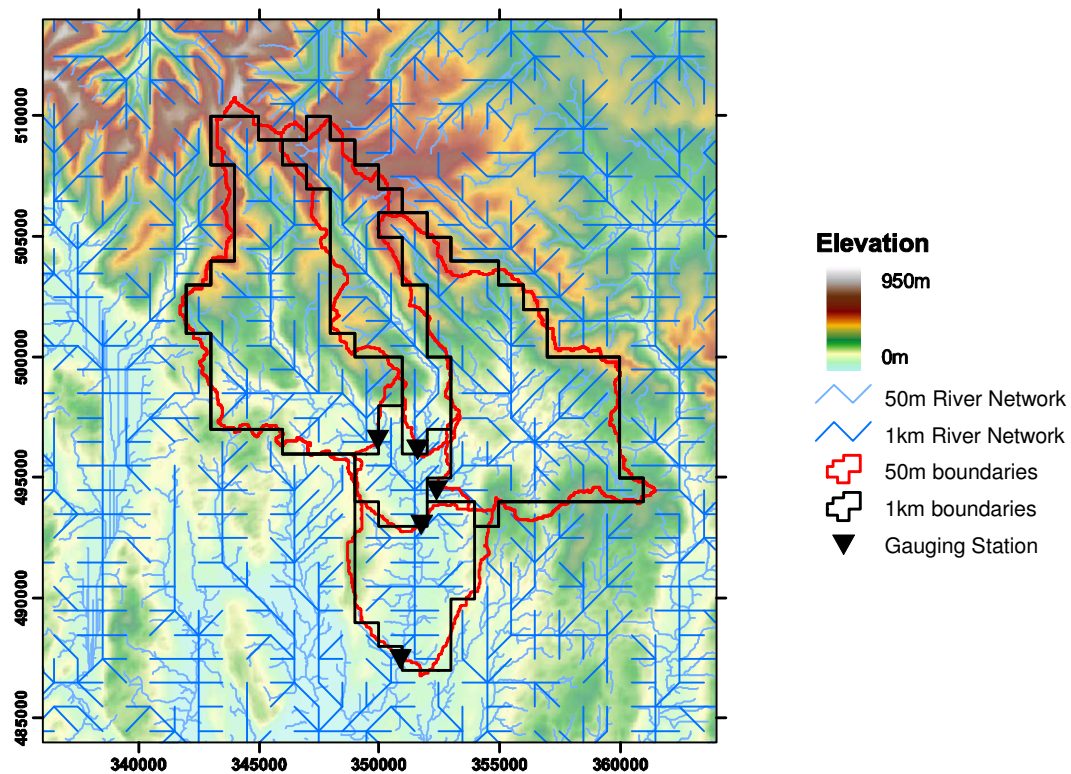 510000
505000
500000
495000
490000
485000
340000 345000 350000 355000 360000
Elevation
950m
0m
50m River Network
1km River Network
50m boundaries
1km boundaries
Gauging Station